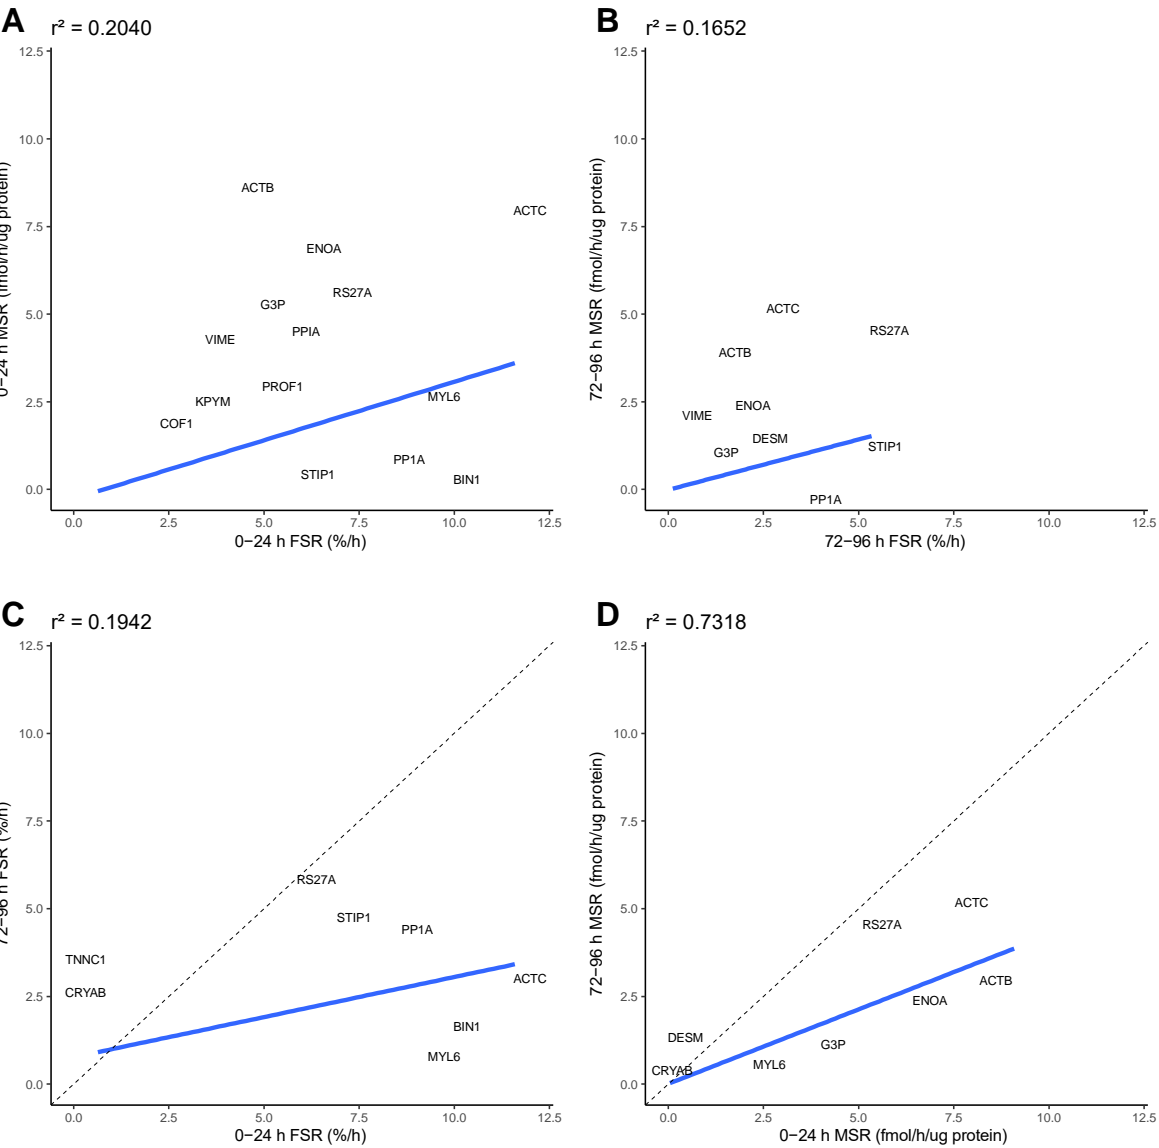 A
r² = 0.2040
12.5
10.0
7.5
5.0
2.5
0.0
0−24 h MSR (fmol/h/ug protein)
ACTB
ACTC
ENOA
RS27A
G3P
PPIA
VIME
PROF1
KPYM
MYL6
COF1
PP1A
STIP1
BIN1
0.0 2.5 5.0 7.5 10.0 12.5
0−24 h FSR (%/h)
B
r² = 0.1652
12.5
10.0
7.5
5.0
2.5
0.0
72−96 h MSR (fmol/h/ug protein)
ACTC
RS27A
ACTB
ENOA
VIME
DESM
STIP1
G3P
PP1A
0.0 2.5 5.0 7.5 10.0 12.5
72−96 h FSR (%/h)
C
r² = 0.1942
12.5
10.0
7.5
5.0
2.5
0.0
72−96 h FSR (%/h)
RS27A
STIP1
PP1A
TNNC1
ACTC
CRYAB
BIN1
MYL6
0.0 2.5 5.0 7.5 10.0 12.5
0−24 h FSR (%/h)
D
r² = 0.7318
12.5
10.0
7.5
5.0
2.5
0.0
72−96 h MSR (fmol/h/ug protein)
ACTC
RS27A
ACTB
ENOA
DESM
G3P
MYL6
CRYAB
0.0 2.5 5.0 7.5 10.0 12.5
0−24 h MSR (fmol/h/ug protein)